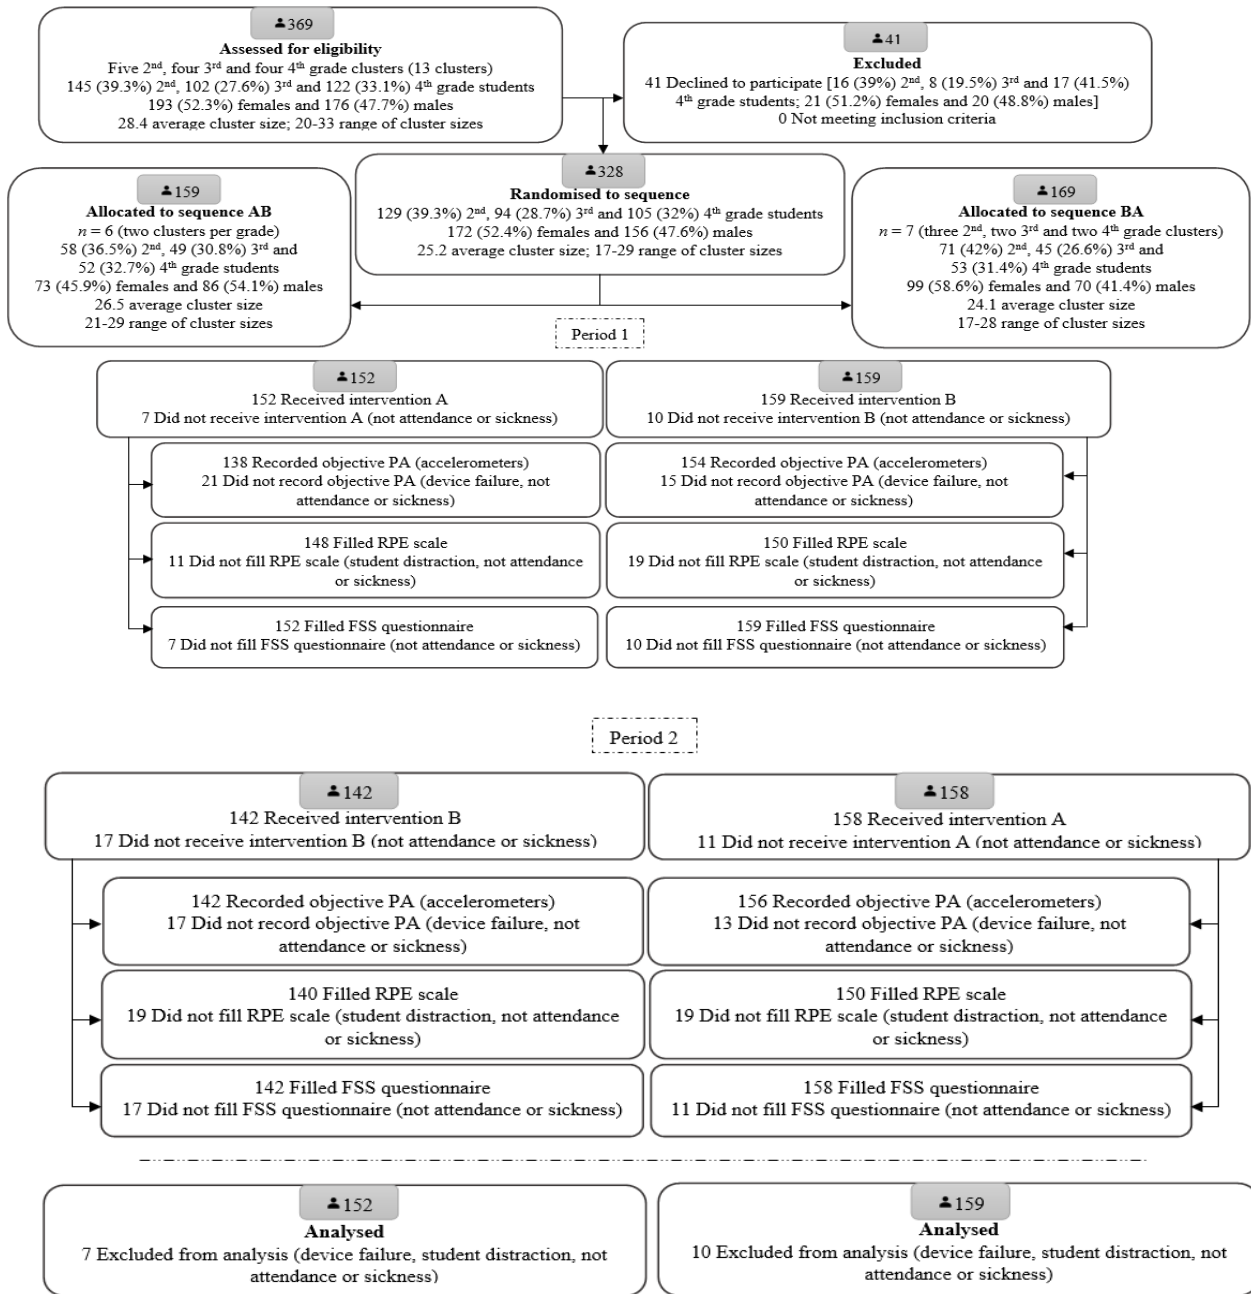 369
Assessed for eligibility
Five 2nd, four 3rd and four 4th grade clusters (13 clusters)
145 (39.3%) 2nd, 102 (27.6%) 3rd and 122 (33.1%) 4th grade students
193 (52.3%) females and 176 (47.7%) males
28.4 average cluster size; 20-33 range of cluster sizes
41
Excluded
41 Declined to participate [16 (39%) 2nd, 8 (19.5%) 3rd and 17 (41.5%)
4th grade students; 21 (51.2%) females and 20 (48.8%) males]
0 Not meeting inclusion criteria
328
Randomised to sequence
129 (39.3%) 2nd, 94 (28.7%) 3rd and 105 (32%) 4th grade students
172 (52.4%) females and 156 (47.6%) males
25.2 average cluster size; 17-29 range of cluster sizes
159
Allocated to sequence AB
n = 6 (two clusters per grade)
58 (36.5%) 2nd, 49 (30.8%) 3rd and
52 (32.7%) 4th grade students
73 (45.9%) females and 86 (54.1%) males
26.5 average cluster size
21-29 range of cluster sizes
169
Allocated to sequence BA
n = 7 (three 2nd, two 3rd and two 4th grade clusters)
71 (42%) 2nd, 45 (26.6%) 3rd and
53 (31.4%) 4th grade students
99 (58.6%) females and 70 (41.4%) males
24.1 average cluster size
17-28 range of cluster sizes
Period 1
152
152 Received intervention A
7 Did not receive intervention A (not attendance or sickness)
159
159 Received intervention B
10 Did not receive intervention B (not attendance or sickness)
138 Recorded objective PA (accelerometers)
21 Did not record objective PA (device failure, not
attendance or sickness)
154 Recorded objective PA (accelerometers)
15 Did not record objective PA (device failure, not
attendance or sickness)
148 Filled RPE scale
11 Did not fill RPE scale (student distraction, not attendance
or sickness)
150 Filled RPE scale
19 Did not fill RPE scale (student distraction, not attendance
or sickness)
152 Filled FSS questionnaire
7 Did not fill FSS questionnaire (not attendance or sickness)
159 Filled FSS questionnaire
10 Did not fill FSS questionnaire (not attendance or sickness)
Period 2
142
142 Received intervention B
17 Did not receive intervention B (not attendance or sickness)
158
158 Received intervention A
11 Did not receive intervention A (not attendance or sickness)
142 Recorded objective PA (accelerometers)
17 Did not record objective PA (device failure, not
attendance or sickness)
156 Recorded objective PA (accelerometers)
13 Did not record objective PA (device failure, not
attendance or sickness)
140 Filled RPE scale
19 Did not fill RPE scale (student distraction, not attendance
or sickness)
150 Filled RPE scale
19 Did not fill RPE scale (student distraction, not attendance
or sickness)
142 Filled FSS questionnaire
17 Did not fill FSS questionnaire (not attendance or sickness)
158 Filled FSS questionnaire
11 Did not fill FSS questionnaire (not attendance or sickness)
152
Analysed
7 Excluded from analysis (device failure, student distraction, not
attendance or sickness)
159
Analysed
10 Excluded from analysis (device failure, student distraction, not
attendance or sickness)